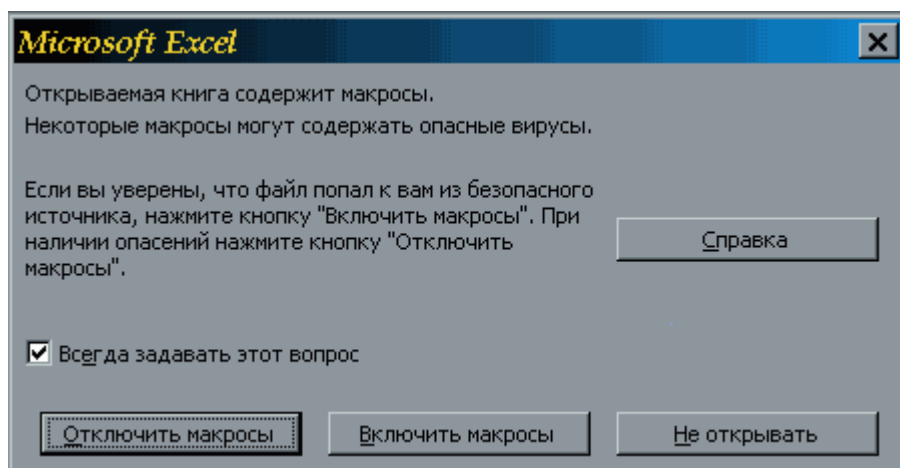 Microsoft Excel
Открываемая книга содержит макросы.
Некоторые макросы могут содержать опасные вирусы.
Если вы уверены, что файл попал к вам из безопасного
источника, нажмите кнопку "Включить макросы". При
наличии опасений нажмите кнопку "Отключить
макросы".
Справка
Всегда задавать этот вопрос
Отключить макросы
Включить макросы
Не открывать